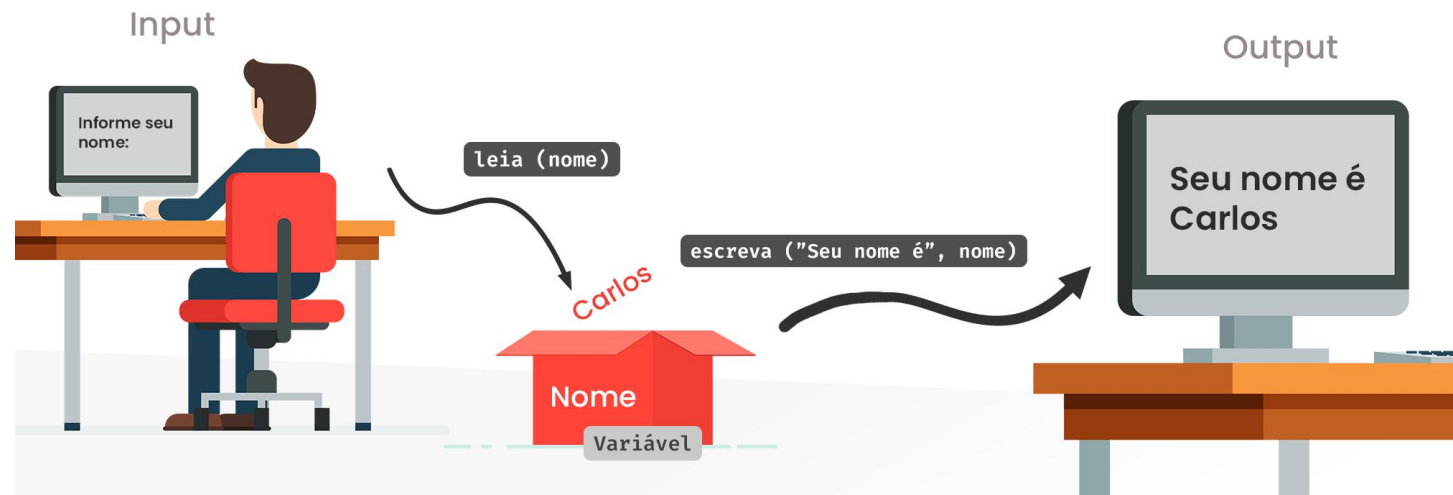 Input
Output
Informe seu
nome:
leia (nome)
Seu nome é
Carlos
escreva (”Seu nome é”, nome)
Carlos
Nome
Variável